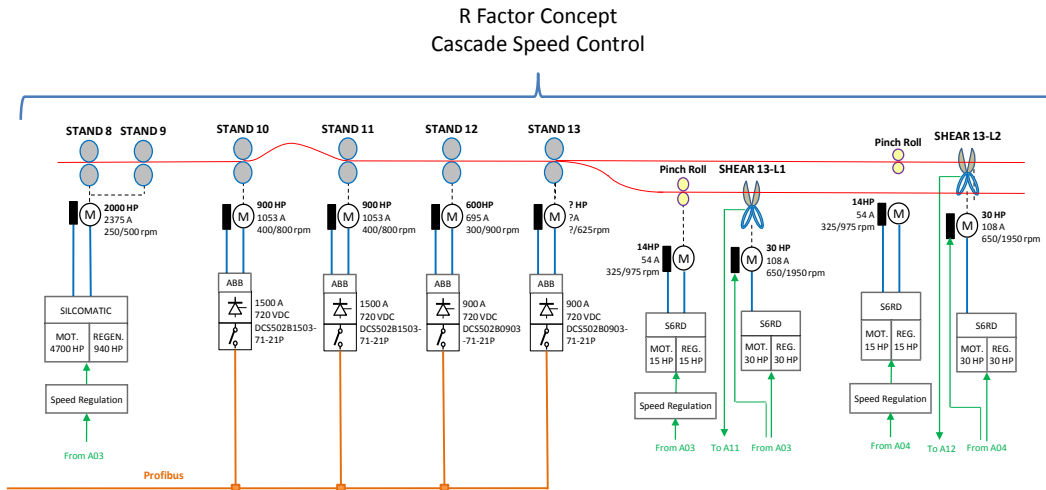 R Factor Concept
Cascade Speed Control
STAND 8
STAND 9
STAND 10
STAND 11
STAND 12
STAND 13
Pinch Roll
SHEAR 13-L1
Pinch Roll
SHEAR 13-L2
M
2000 HP
2375 A
250/500 rpm
M
900 HP
1053 A
400/800 rpm
M
900 HP
1053 A
400/800 rpm
M
600HP
695 A
300/900 rpm
M
? HP
?A
?/625rpm
14HP
54 A
325/975 rpm
M
30 HP
108 A
650/1950 rpm
M
14HP
54 A
325/975 rpm
M
30 HP
108 A
650/1950 rpm
M
SILCOMATIC
MOT.
4700 HP
REGEN.
940 HP
Speed Regulation
From A03
ABB
1500 A
720 VDC
DCS502B1503-
71-21P
ABB
1500 A
720 VDC
DCS502B1503-
71-21P
ABB
900 A
720 VDC
DCS502B0903
-71-21P
ABB
900 A
720 VDC
DCS502B0903-
71-21P
S6RD
MOT.
15 HP
REG.
15 HP
Speed Regulation
From A03
To A11
S6RD
MOT.
30 HP
REG.
30 HP
From A03
S6RD
MOT.
15 HP
REG.
15 HP
Speed Regulation
From A04
To A12
S6RD
MOT.
30 HP
REG.
30 HP
From A04
Profibus